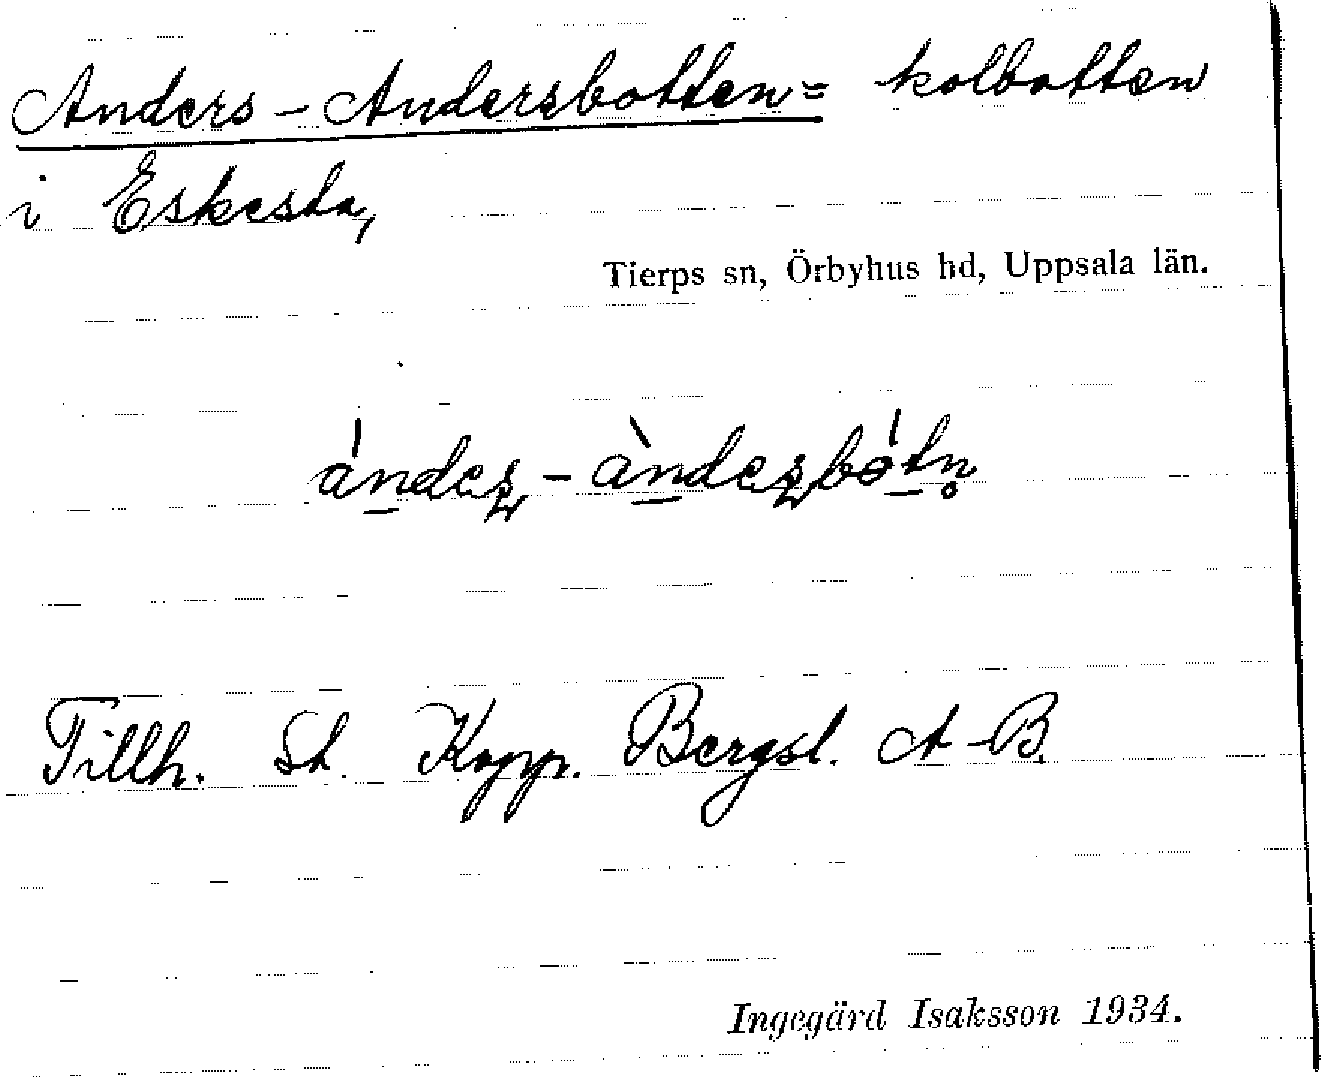 Anders-Andersbotten = kolbotten
i Eskesta,
Tierps sn, Örbyhus hd, Uppsala län.
Tillh. St. Kopp. Bergsl. A-B.
Ingegärd Isaksson 1934.